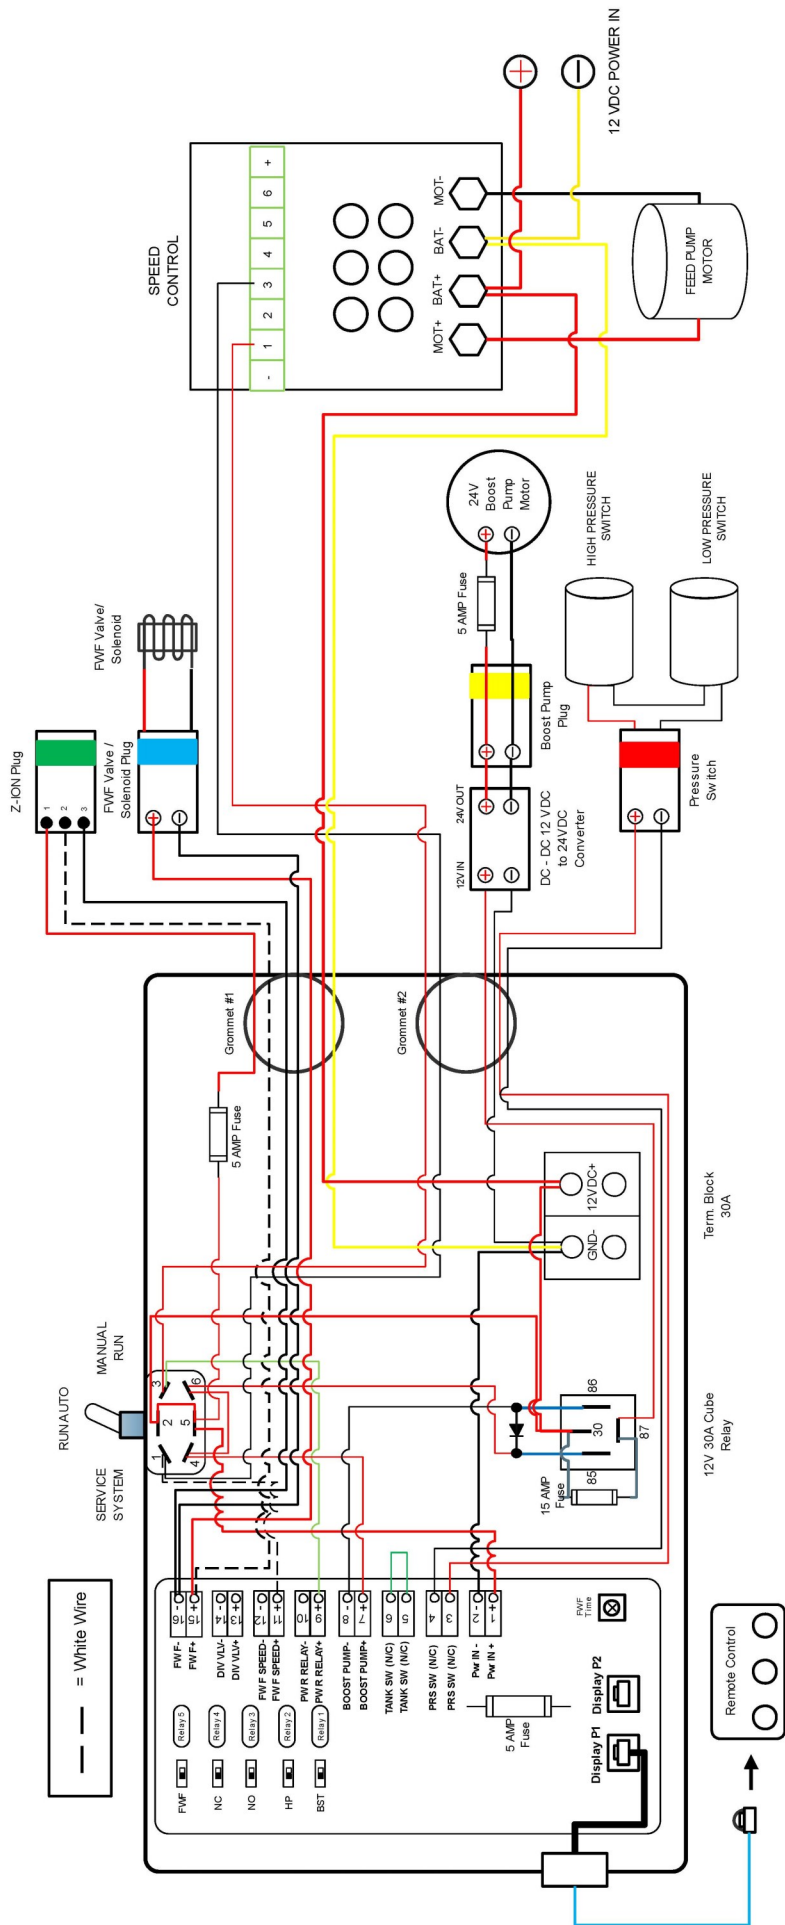 — — = White Wire
RUN AUTO
SERVICE
SYSTEM
MANUAL
RUN
1
2
3
4
5
6
Z-ION Plug
1
2
3
FWF Valve /
Solenoid Plug
FWF Valve/
Solenoid
SPEED
CONTROL
-
1
2
3
4
5
6
+
MOT+
BAT+
BAT-
MOT-
12 VDC POWER IN
FEED PUMP
MOTOR
24V
Boost
Pump
Motor
5 AMP Fuse
Boost Pump
Plug
24V OUT
12V IN
DC - DC 12 VDC
to 24VDC
Converter
HIGH PRESSURE
SWITCH
LOW PRESSURE
SWITCH
Pressure
Switch
Grommet #1
Grommet #2
5 AMP Fuse
12VDC+
GND-
Term. Block
30A
86
30
87
85
15 AMP
Fuse
12V 30A Cube
Relay
FWF
Relay 5
NC
Relay 4
NO
Relay 3
HP
Relay 2
BST
Relay 1
FWF-
16 -
FWF+
15 +
DIV VLV-
14 -
DIV VLV+
13 +
FWF SPEED-
12 -
FWF SPEED+
11 +
PWR RELAY-
10
PWR RELAY+
9 +
BOOST PUMP-
8 -
BOOST PUMP+
7 +
TANK SW (N/C)
6
TANK SW (N/C)
5
PRS SW (N/C)
4
PRS SW (N/C)
3
Pwr IN -
2 -
Pwr IN +
1 +
5 AMP
Fuse
FWF
Time
Display P1
Display P2
Remote Control